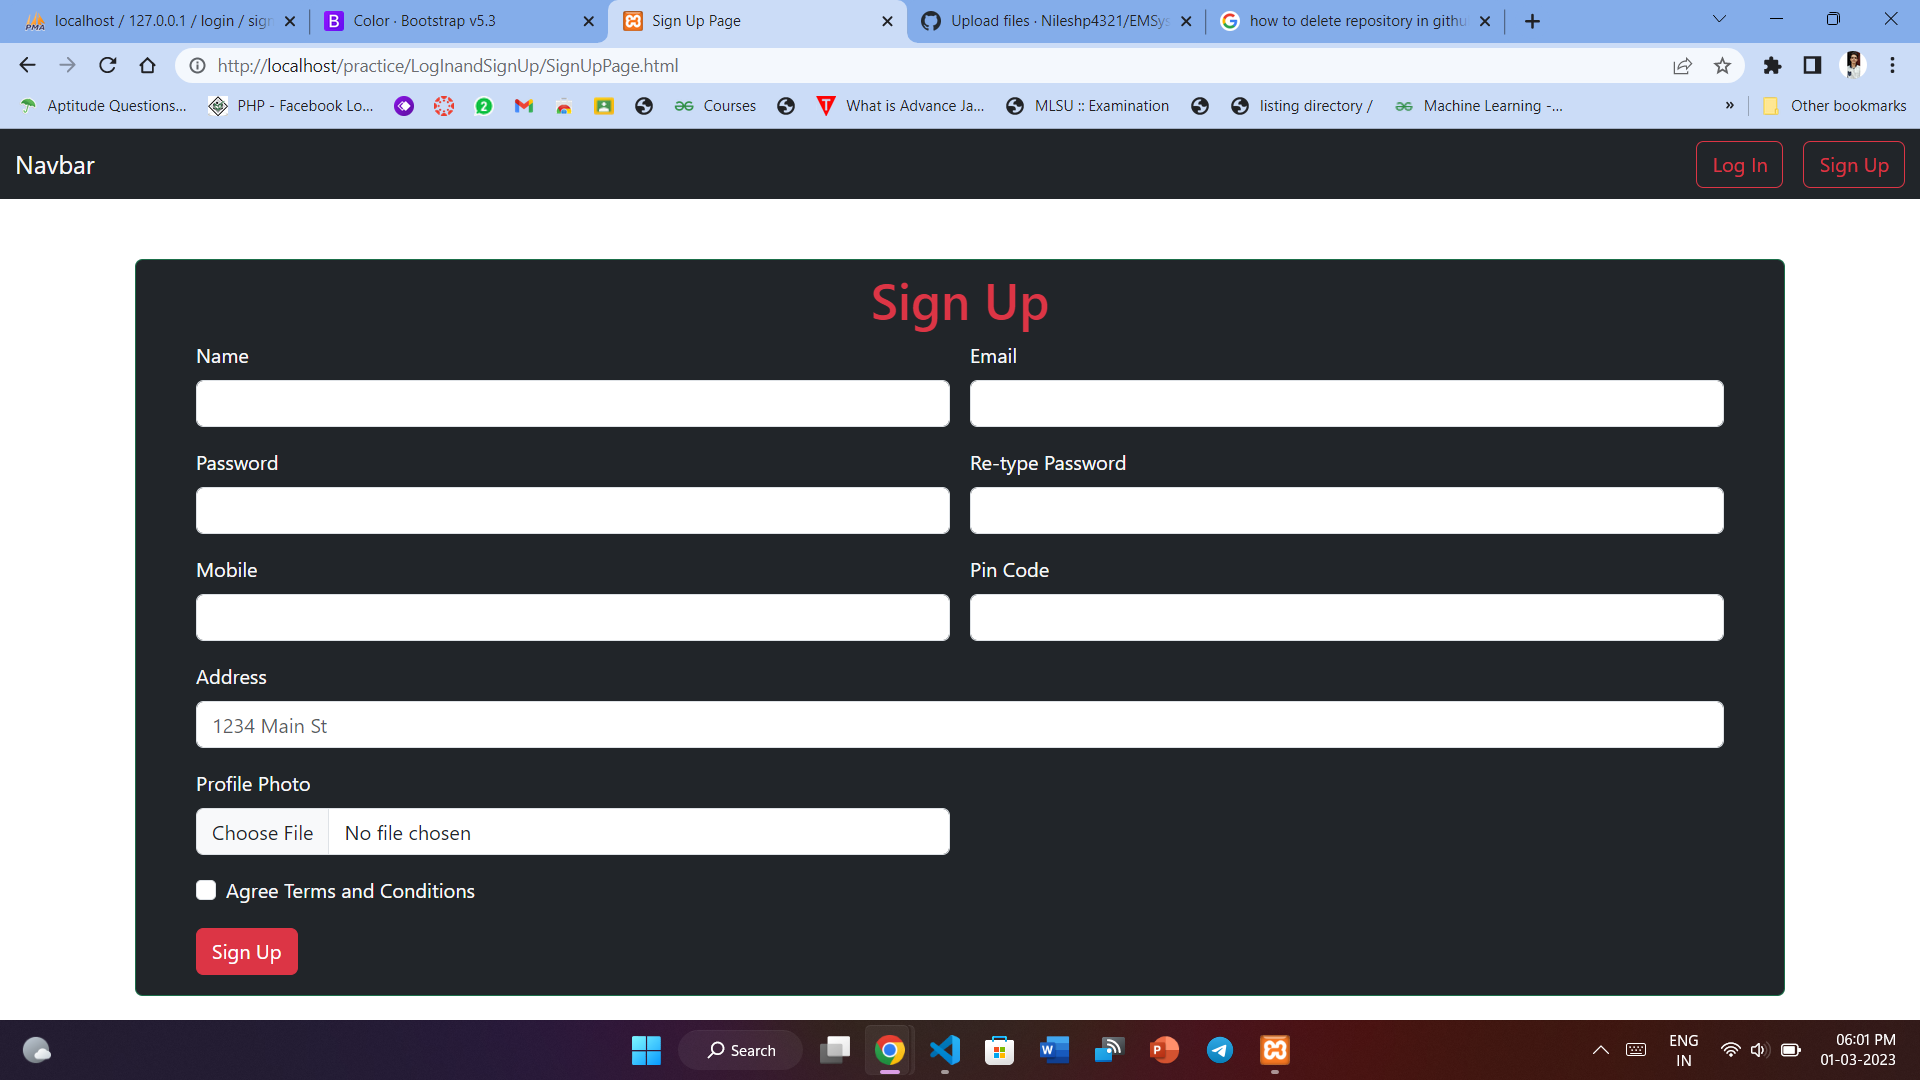 localhost / 127.0.0.1 / login / sign
Color · Bootstrap v5.3
Sign Up Page
Upload files · Nileshp4321/EMSys
how to delete repository in githu
http://localhost/practice/LogInandSignUp/SignUpPage.html
Aptitude Questions...
PHP - Facebook Lo...
Courses
What is Advance Ja...
MLSU :: Examination
listing directory /
Machine Learning -...
»
Other bookmarks
Navbar
Log In
Sign Up
Sign Up
Name
Email
Password
Re-type Password
Mobile
Pin Code
Address
1234 Main St
Profile Photo
Choose File
No file chosen
Agree Terms and Conditions
Sign Up
Search
ENG
IN
06:01 PM
01-03-2023